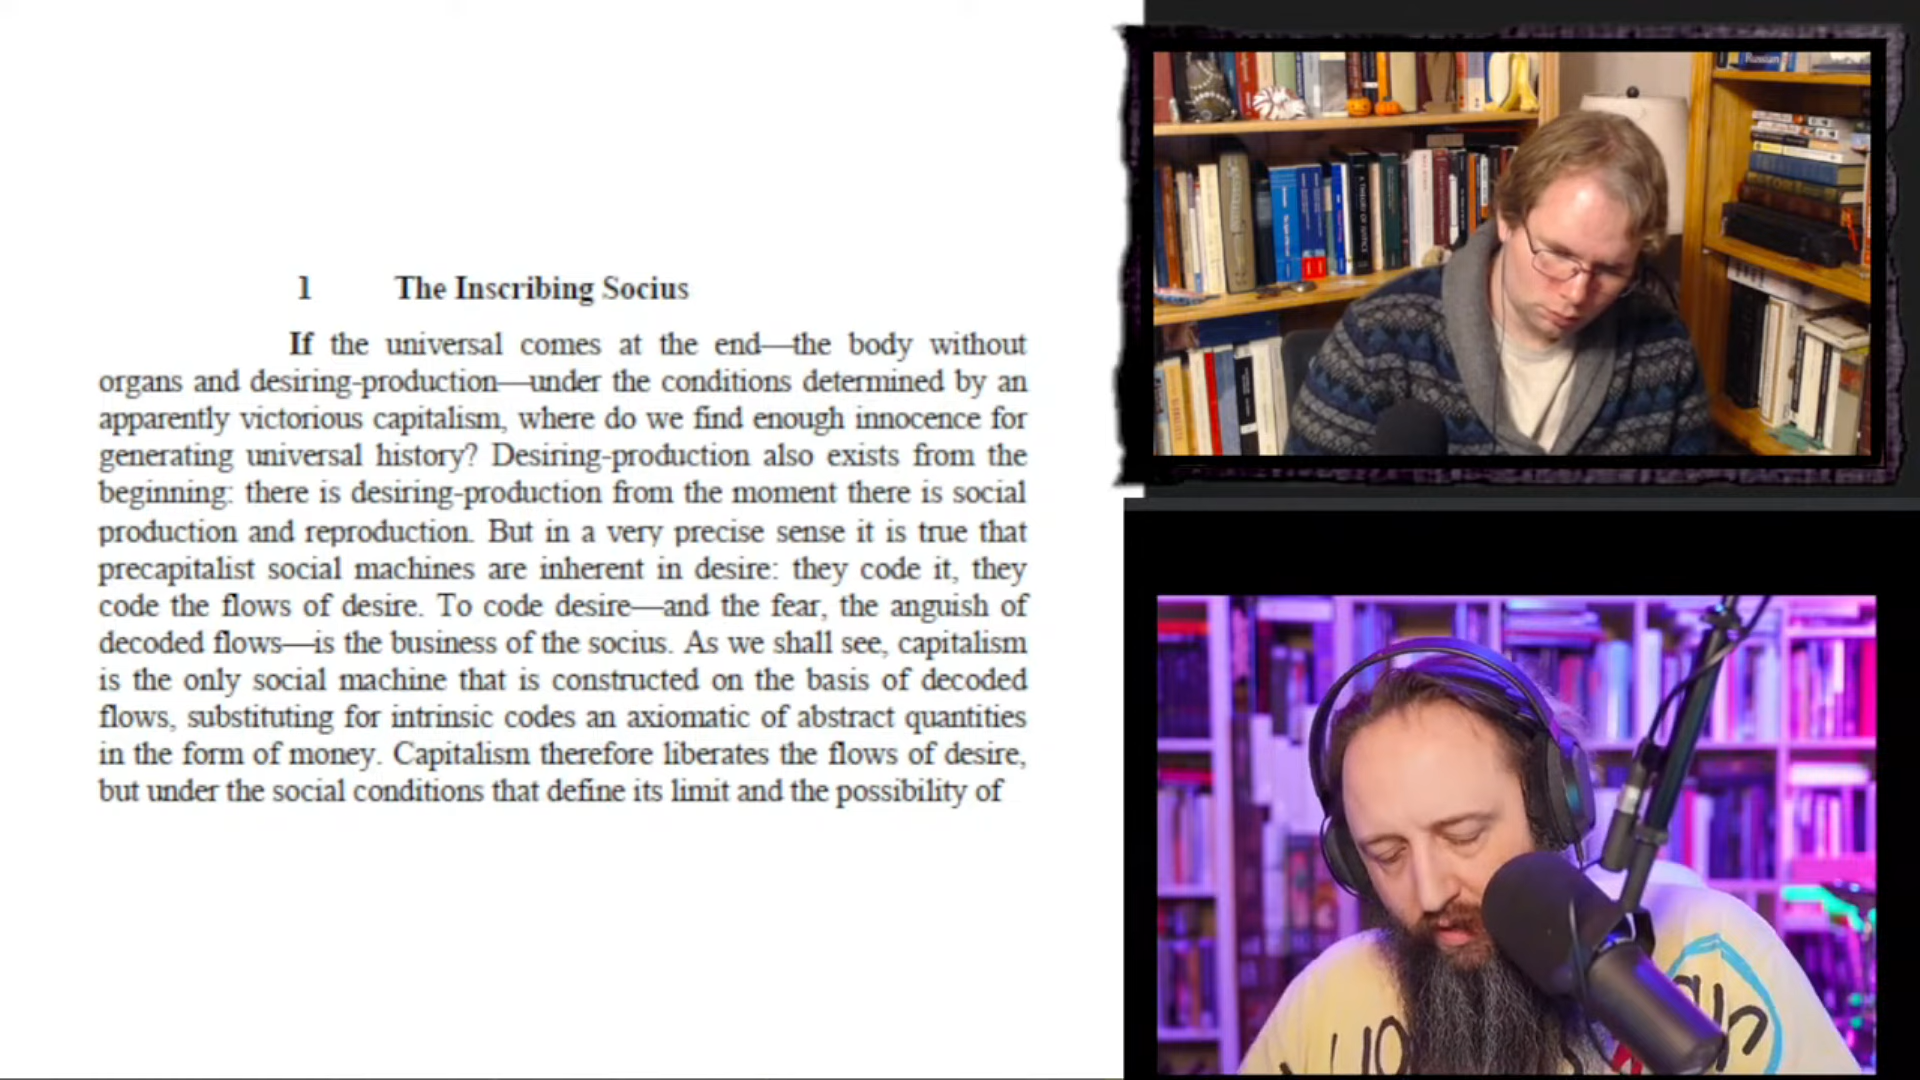 1 The Inscribing Socius
If the universal comes at the end—the body without
organs and desiring-production—under the conditions determined by an
apparently victorious capitalism, where do we find enough innocence for
generating universal history? Desiring-production also exists from the
beginning: there is desiring-production from the moment there is social
production and reproduction. But in a very precise sense it is true that
precapitalist social machines are inherent in desire: they code it, they
code the flows of desire. To code desire—and the fear, the anguish of
decoded flows—is the business of the socius. As we shall see, capitalism
is the only social machine that is constructed on the basis of decoded
flows, substituting for intrinsic codes an axiomatic of abstract quantities
in the form of money. Capitalism therefore liberates the flows of desire,
but under the social conditions that define its limit and the possibility of
Russian
A THEORY OF JUSTICE